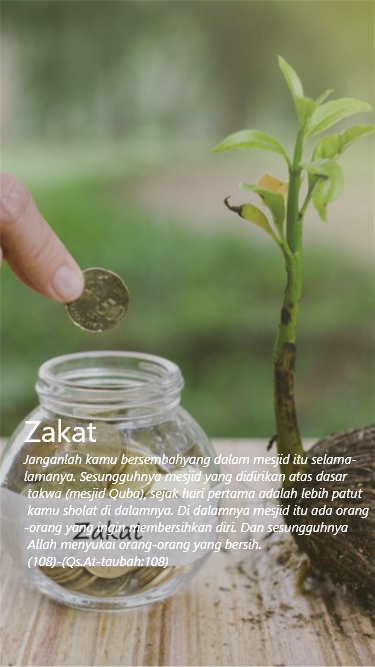 Zakat
Janganlah kamu bersembahyang dalam mesjid itu selama-
lamanya. Sesungguhnya mesjid yang didirikan atas dasar
takwa (mesjid Quba), sejak hari pertama adalah lebih patut
kamu sholat di dalamnya. Di dalamnya mesjid itu ada orang
-orang yang ingin membersihkan diri. Dan sesungguhnya
Zakat
Allah menyukai orang-orang yang bersih.
(108)-(Qs.At-taubah:108)